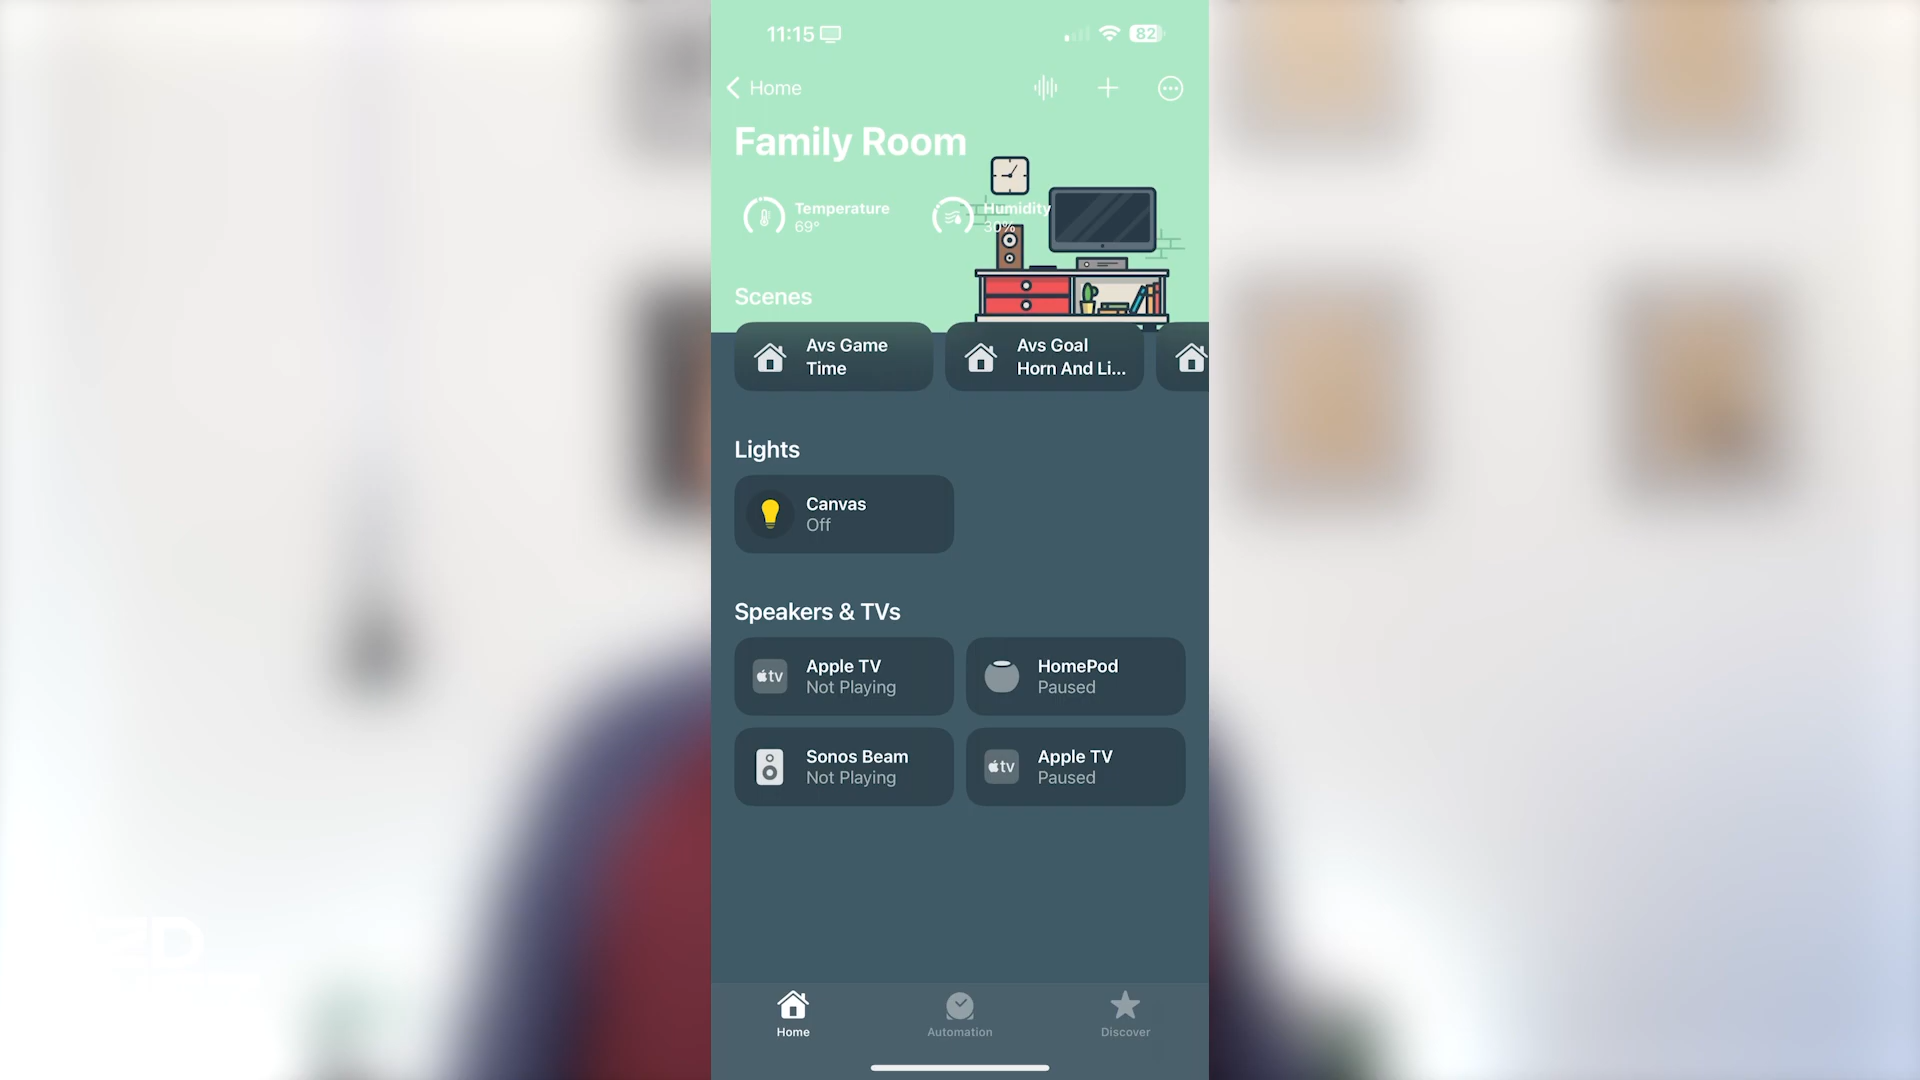 11:15
82
Home
Family Room
Temperature
69°
Humidity
30%
Scenes
Avs Game
Time
Avs Goal
Horn And Li...
Lights
Canvas
Off
Speakers & TVs
tv
Apple TV
Not Playing
HomePod
Paused
Sonos Beam
Not Playing
tv
Apple TV
Paused
Home
Automation
Discover